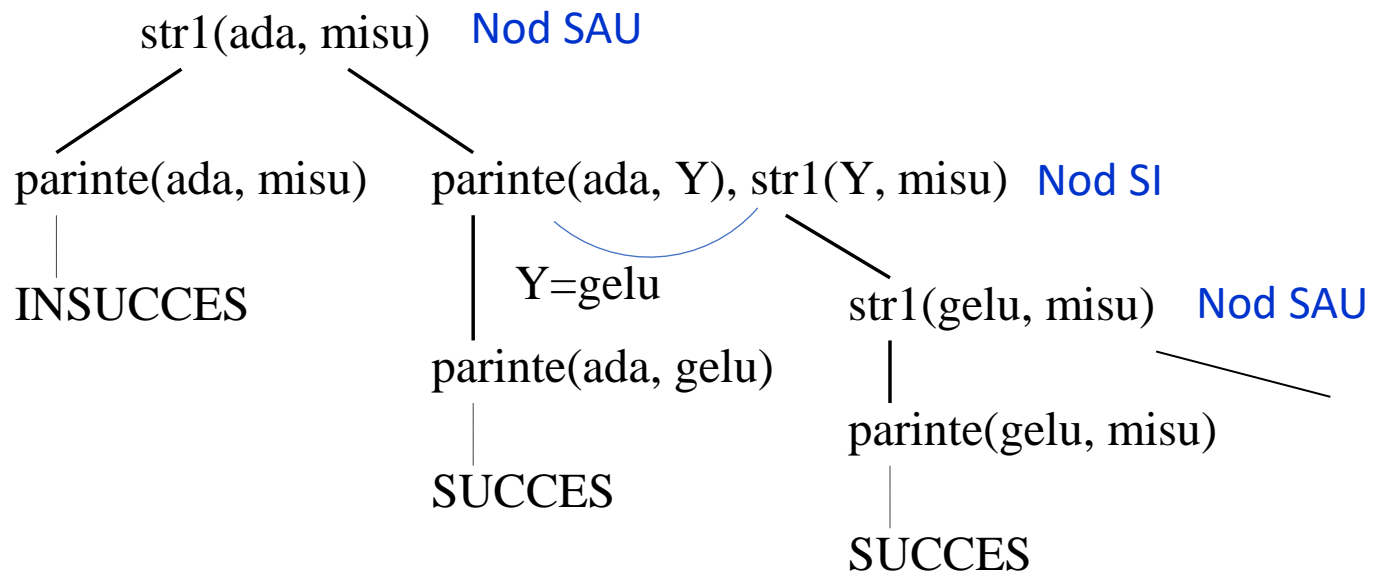 str1(ada, misu) Nod SAU
parinte(ada, misu) parinte(ada, Y), str1(Y, misu) Nod SI
INSUCCES Y=gelu str1(gelu, misu) Nod SAU
parinte(ada, gelu)
parinte(gelu, misu)
SUCCES
SUCCES